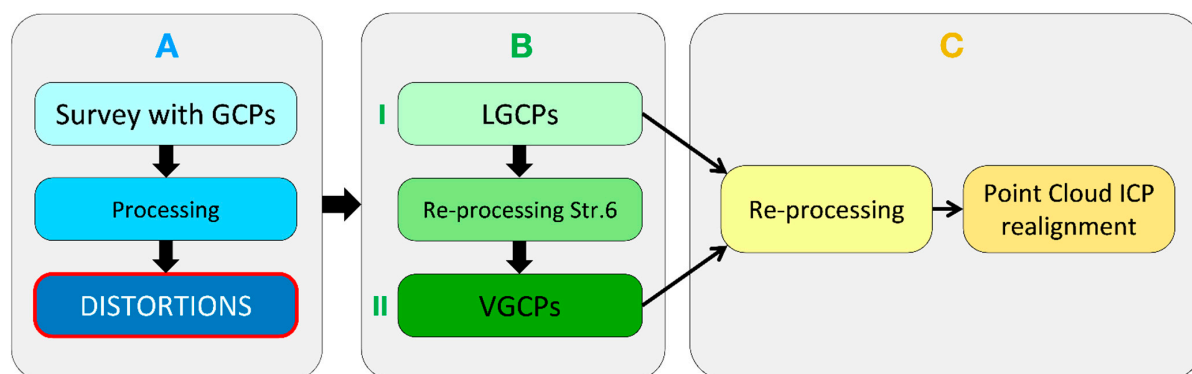 A
Survey with GCPs
Processing
DISTORTIONS
B
I
LGCPs
Re-processing Str.6
II
VGCPs
C
Re-processing
Point Cloud ICP
realignment